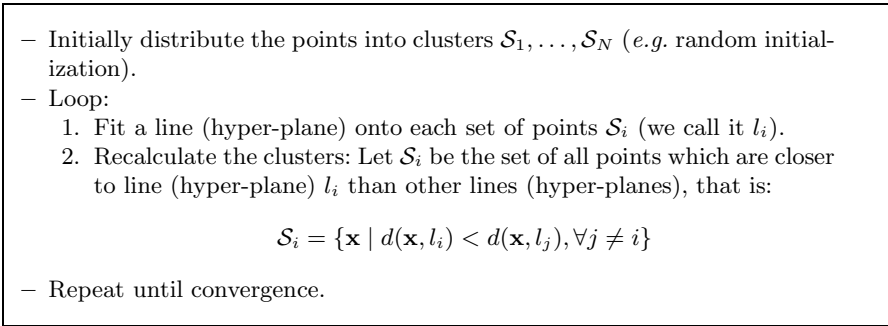 – Initially distribute the points into clusters 𝒮₁, . . . , 𝒮_N (e.g. random initial-
ization).
– Loop:
1. Fit a line (hyper-plane) onto each set of points 𝒮ᵢ (we call it lᵢ).
2. Recalculate the clusters: Let 𝒮ᵢ be the set of all points which are closer
to line (hyper-plane) lᵢ than other lines (hyper-planes), that is:
𝒮ᵢ = {𝐱 | d(𝐱, lᵢ) < d(𝐱, lⱼ), ∀j ≠ i}
– Repeat until convergence.